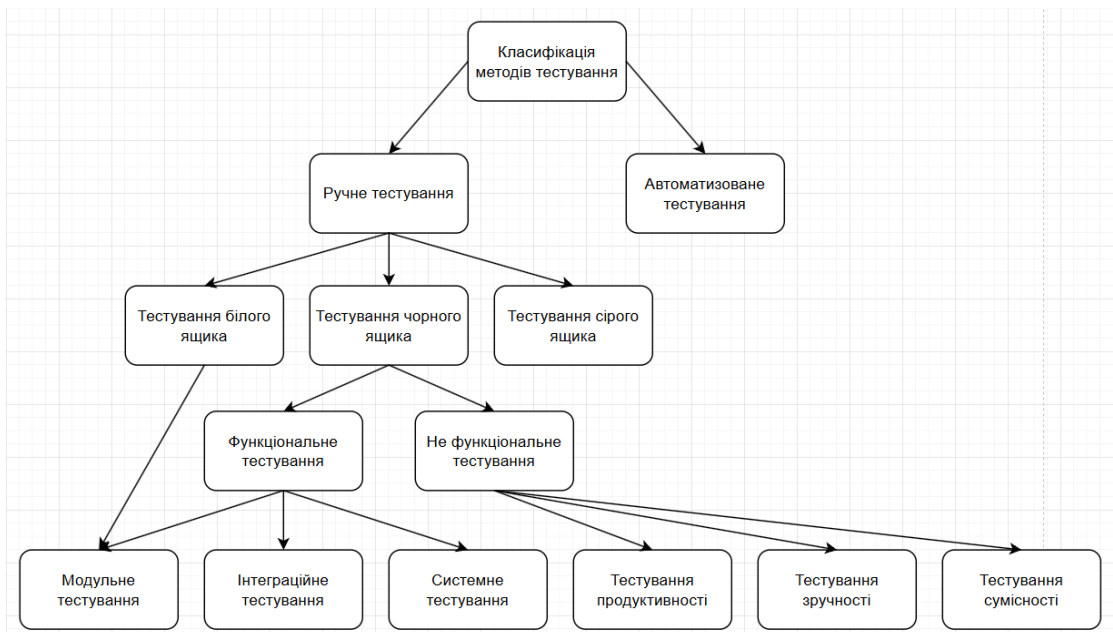 Класифікація
методів тестування
Ручне тестування
Автоматизоване
тестування
Тестування білого
ящика
Тестування чорного
ящика
Тестування сірого
ящика
Функціональне
тестування
Не функціональне
тестування
Модульне
тестування
Інтеграційне
тестування
Системне
тестування
Тестування
продуктивності
Тестування
зручності
Тестування
сумісності